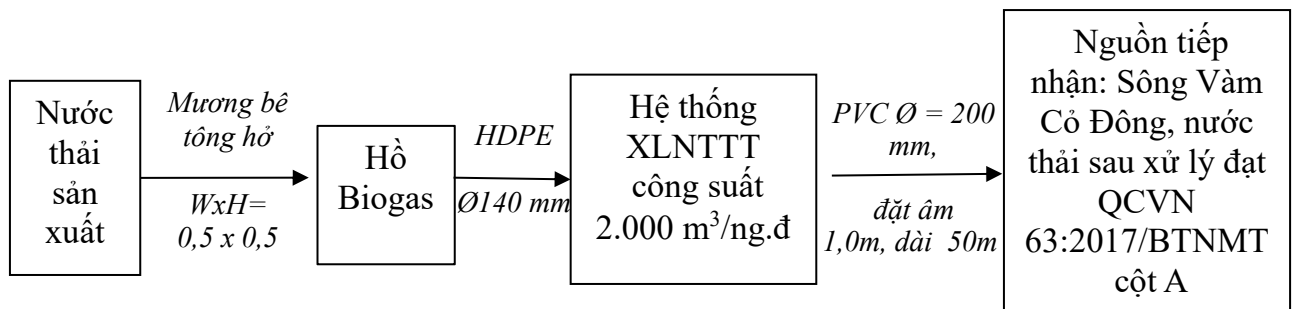 Nước
thải
sản
xuất
Mương bê
tông hở
WxH=
0,5 x 0,5
Hồ
Biogas
HDPE
Ø140 mm
Hệ thống
XLNTTT
công suất
2.000 m³/ng.đ
PVC Ø = 200
mm,
đặt âm
1,0m, dài 50m
Nguồn tiếp
nhận: Sông Vàm
Cỏ Đông, nước
thải sau xử lý đạt
QCVN
63:2017/BTNMT
cột A